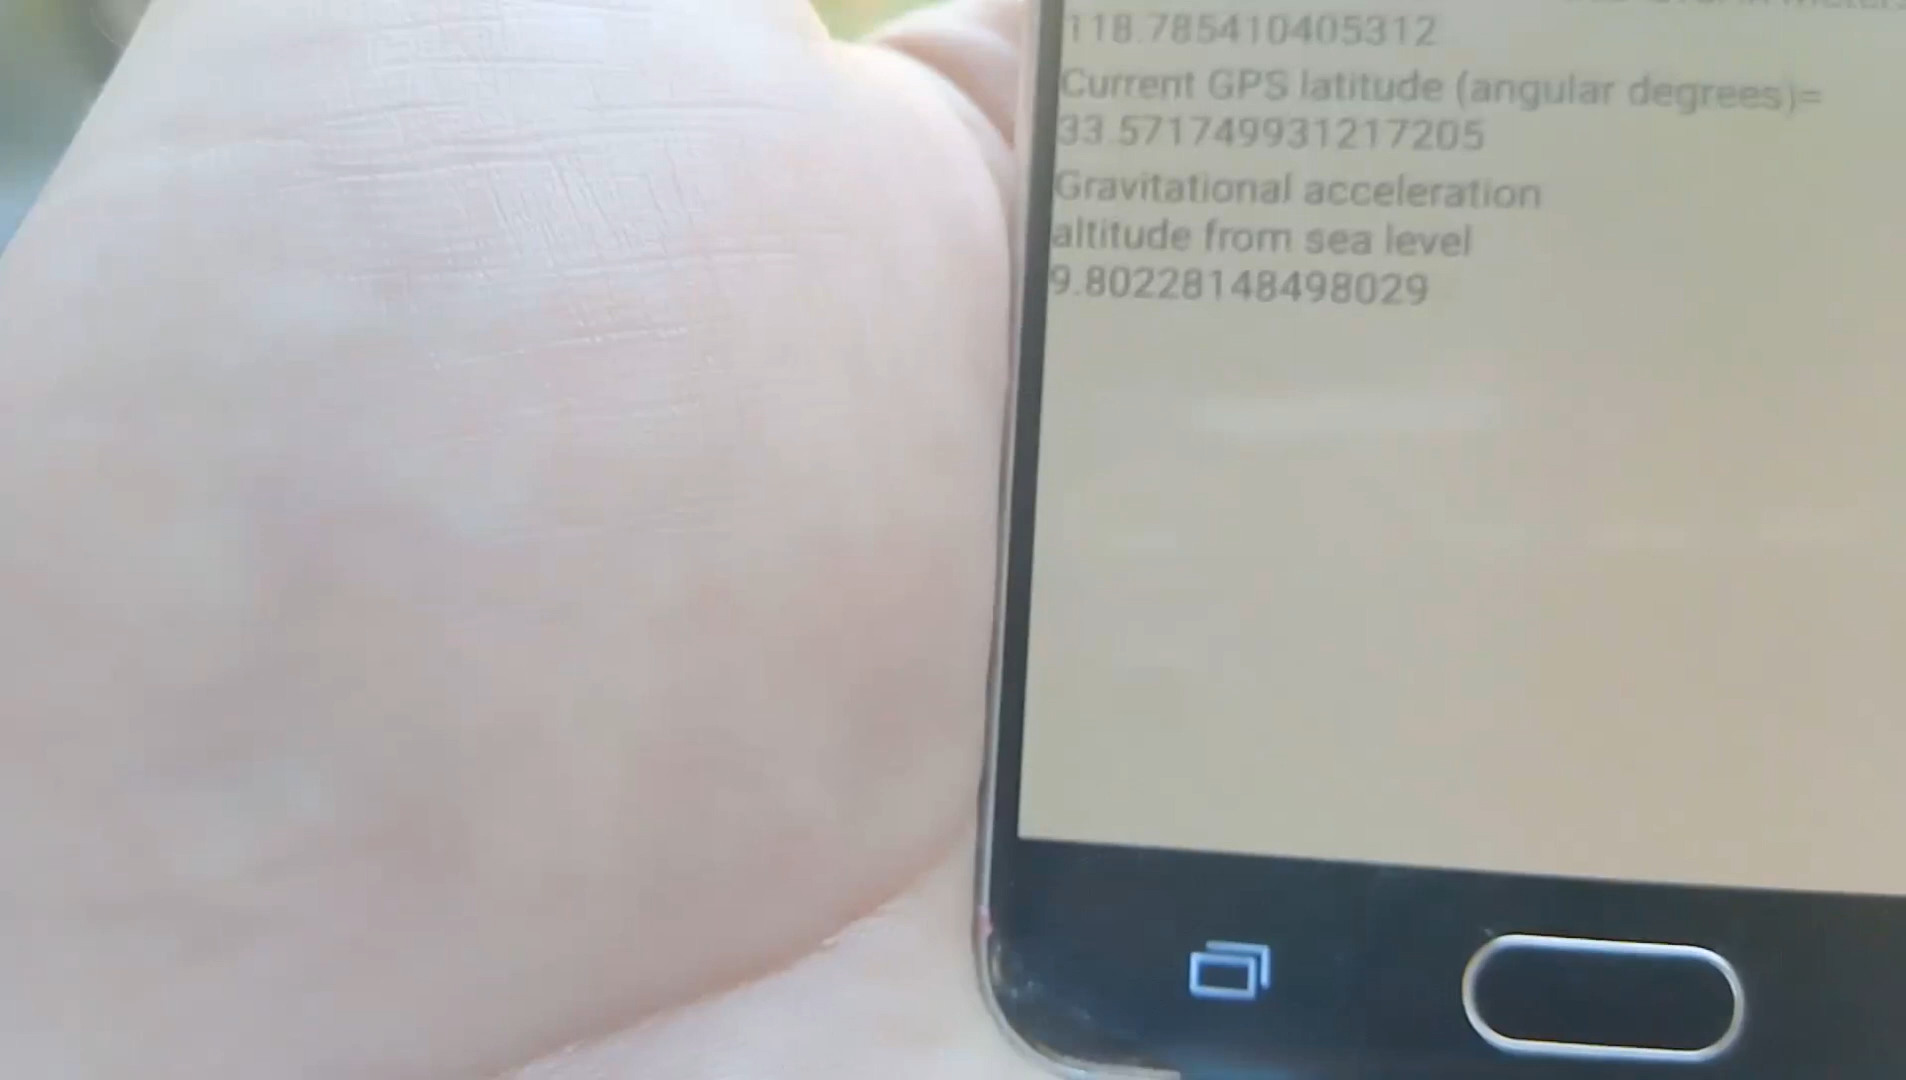 118.785410405312
Current GPS latitude (angular degrees)=
33.571749931217205
Gravitational acceleration
altitude from sea level
9.80228148498029